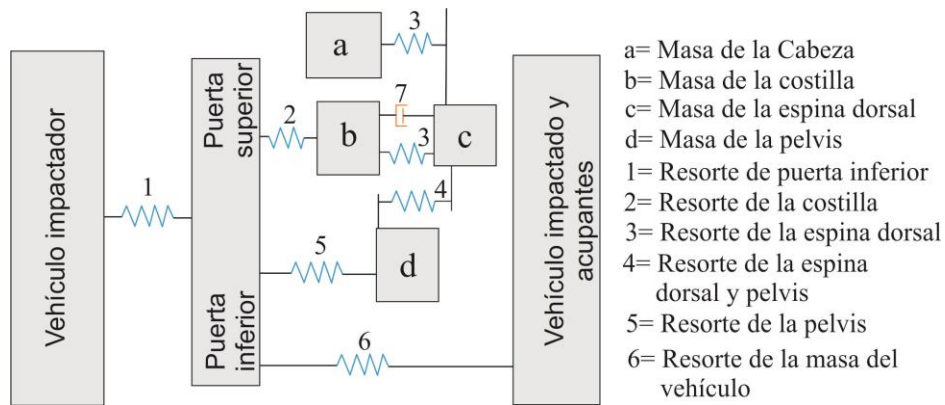 Vehículo impactador
1
Puerta superior
Puerta inferior
2
a
3
b
7
3
c
4
5
d
6
Vehículo impactado y
acupantes
a= Masa de la Cabeza
b= Masa de la costilla
c= Masa de la espina dorsal
d= Masa de la pelvis
1= Resorte de puerta inferior
2= Resorte de la costilla
3= Resorte de la espina dorsal
4= Resorte de la espina
dorsal y pelvis
5= Resorte de la pelvis
6= Resorte de la masa del
vehículo